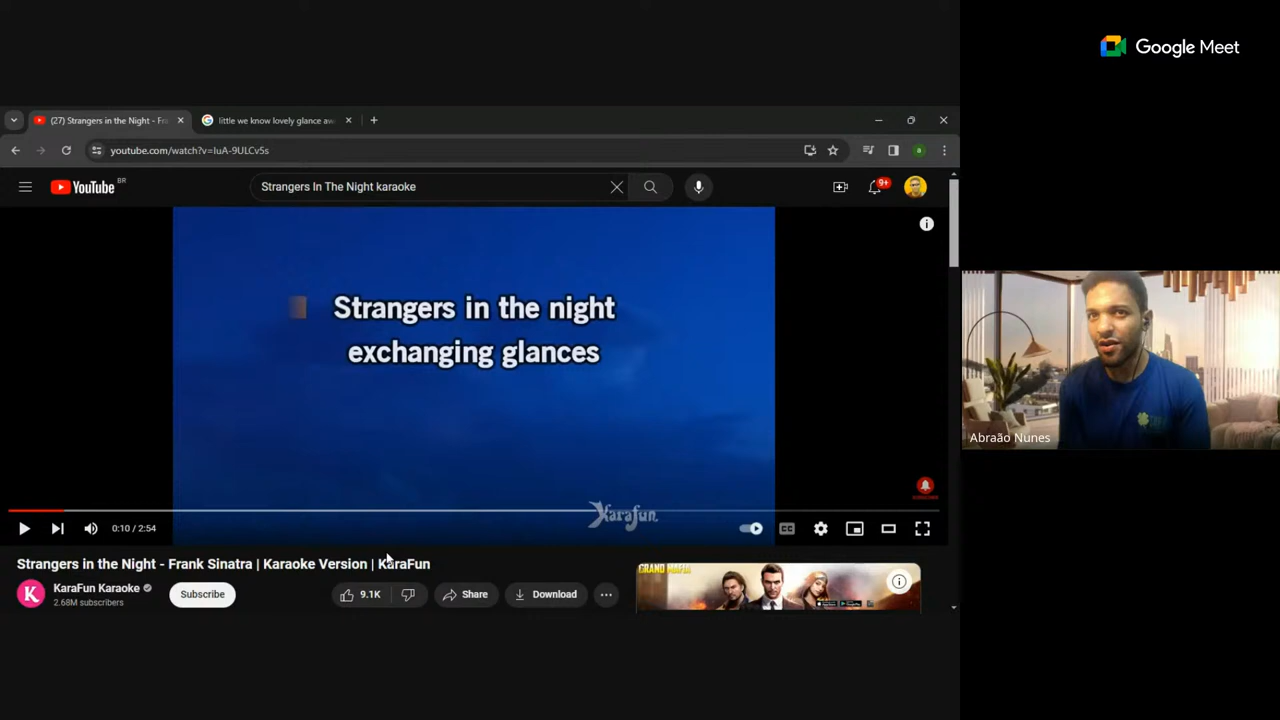 Google Meet
(27) Strangers in the Night - Fra
little we know lovely glance aw
youtube.com/watch?v=IuA-9ULCv5s
a
YouTube BR
Strangers In The Night karaoke
9+
Strangers in the night
exchanging glances
Karafun
0:10 / 2:54
CC
Abraão Nunes
Strangers in the Night - Frank Sinatra | Karaoke Version | KaraFun
K
KaraFun Karaoke
2.68M subscribers
Subscribe
9.1K
Share
Download
GRAND MAFIA